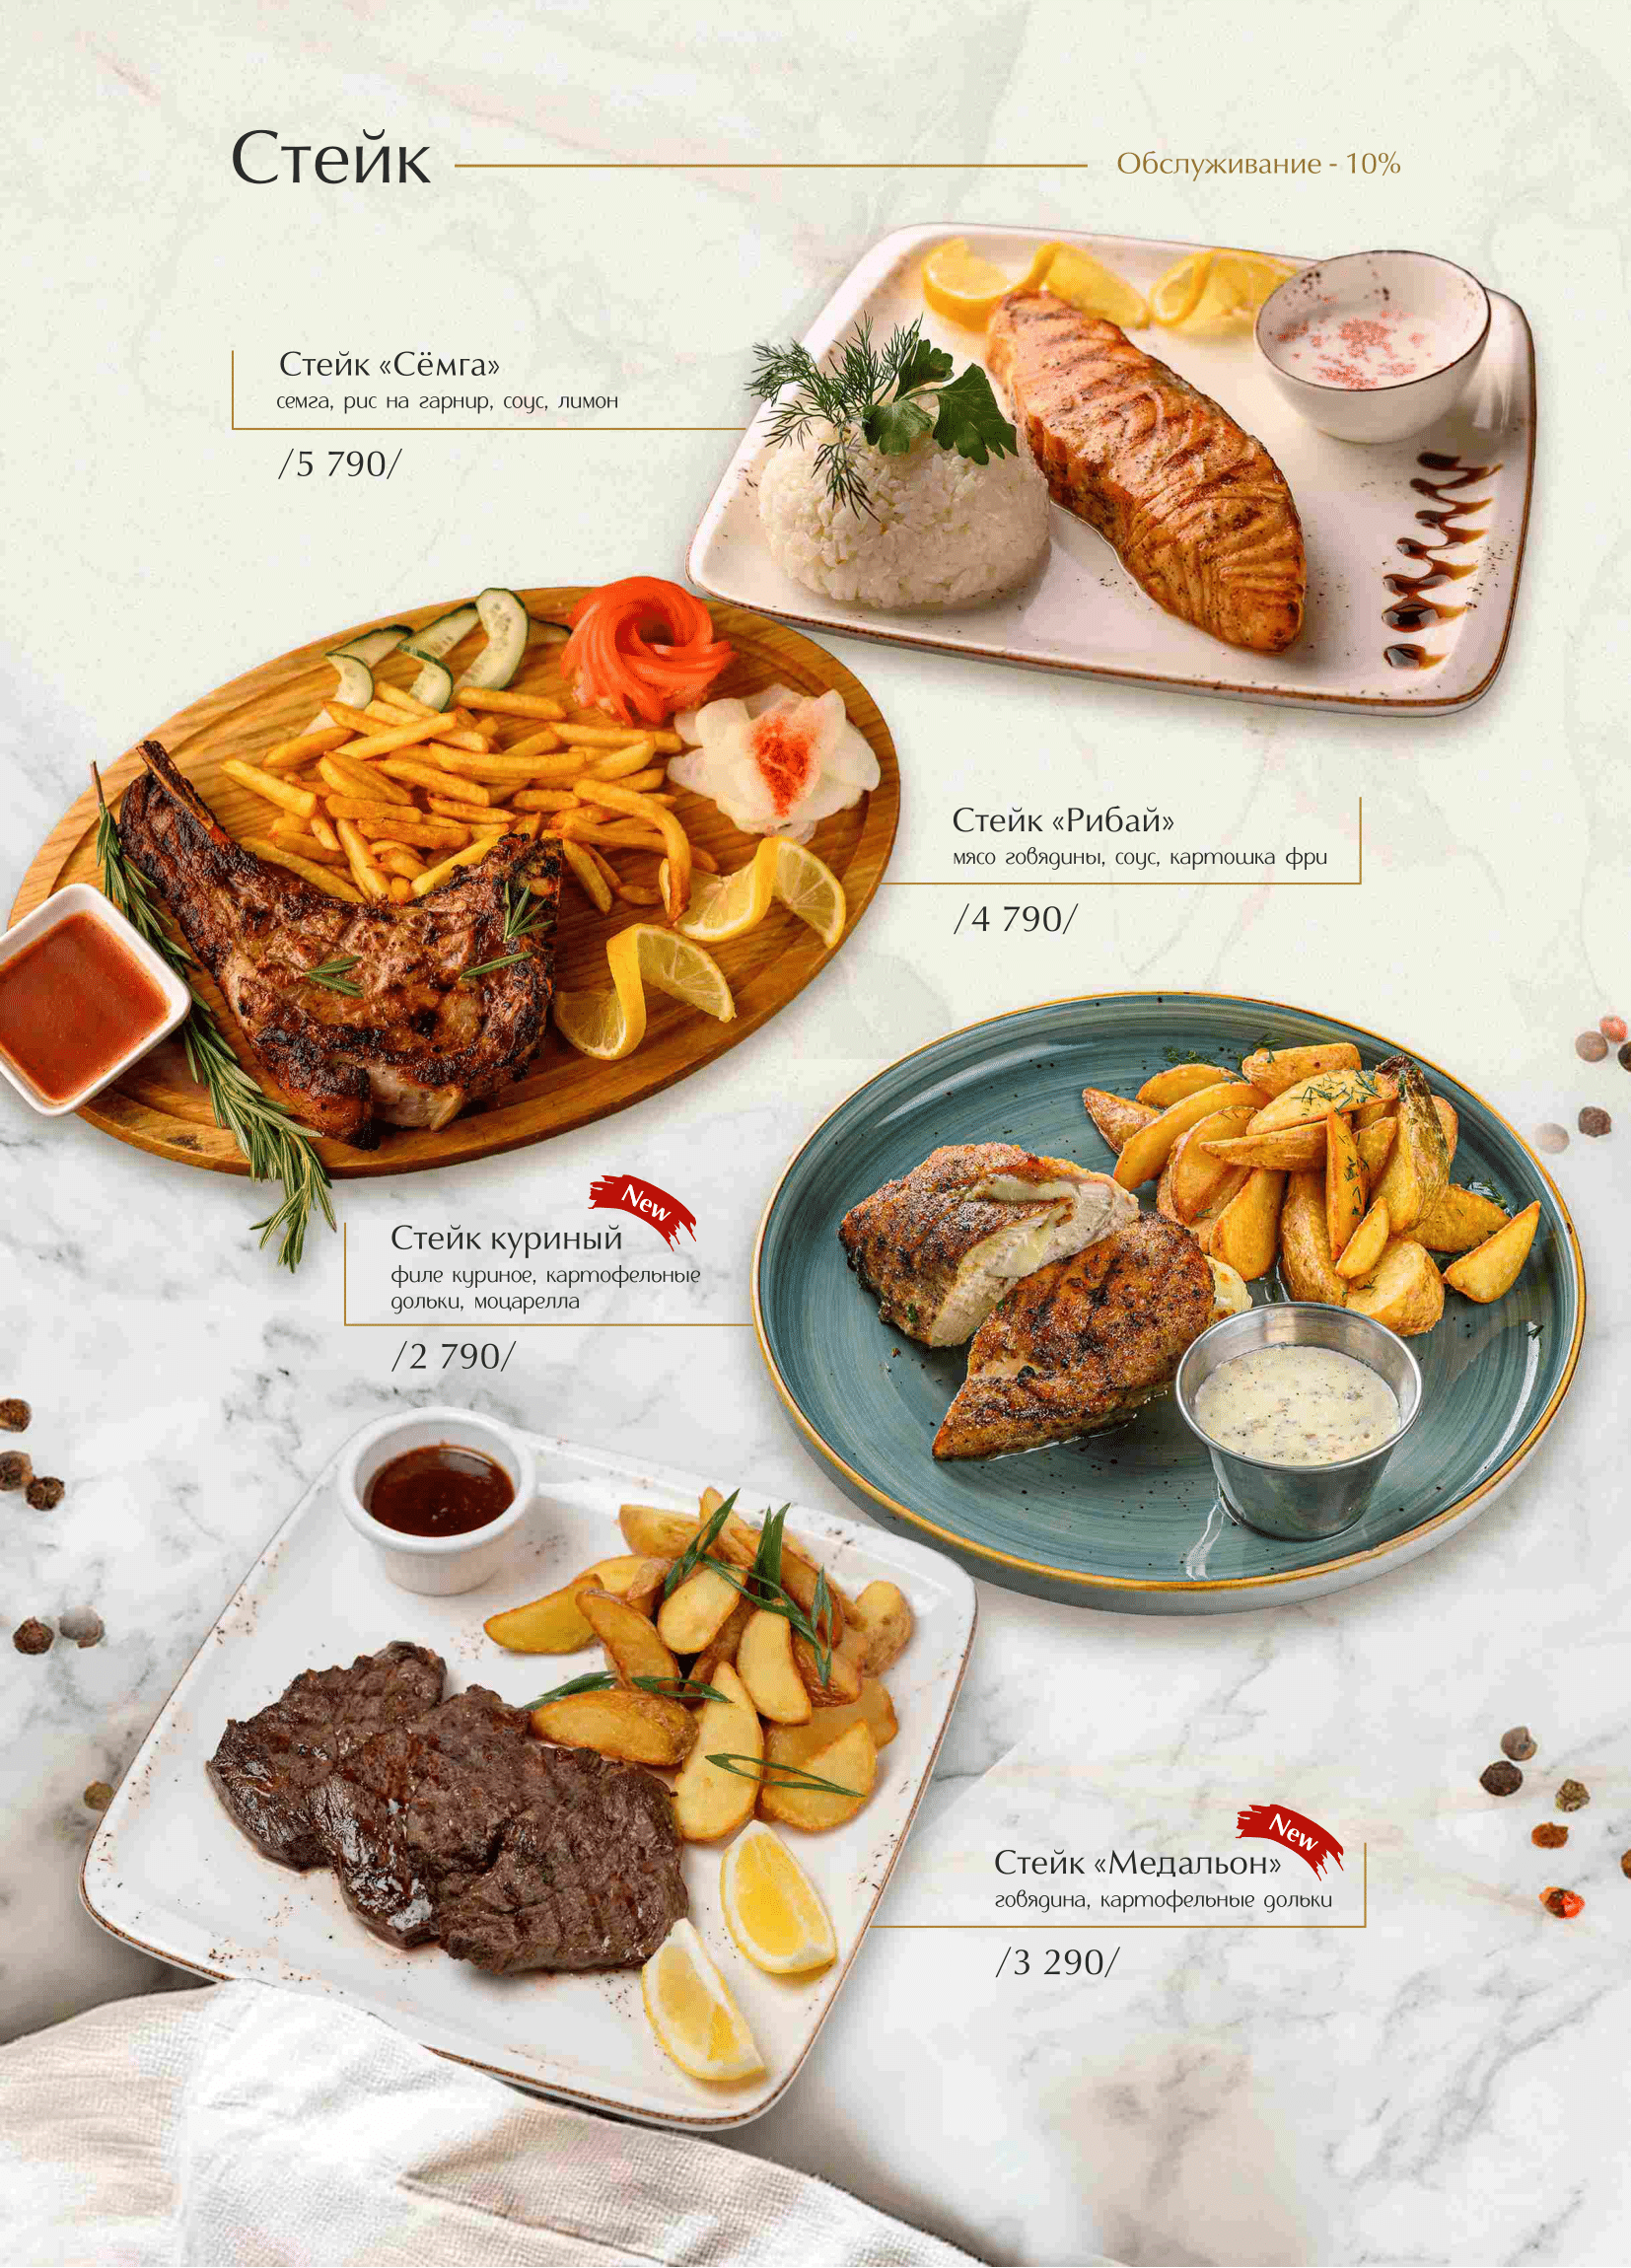 Стейк
Обслуживание - 10%
Стейк «Сёмга»
семга, рис на гарнир, соус, лимон
/5 790/
Стейк «Рибай»
мясо говядины, соус, картошка фри
/4 790/
New
Стейк куриный
филе куриное, картофельные
дольки, моцарелла
/2 790/
New
Стейк «Медальон»
говядина, картофельные дольки
/3 290/